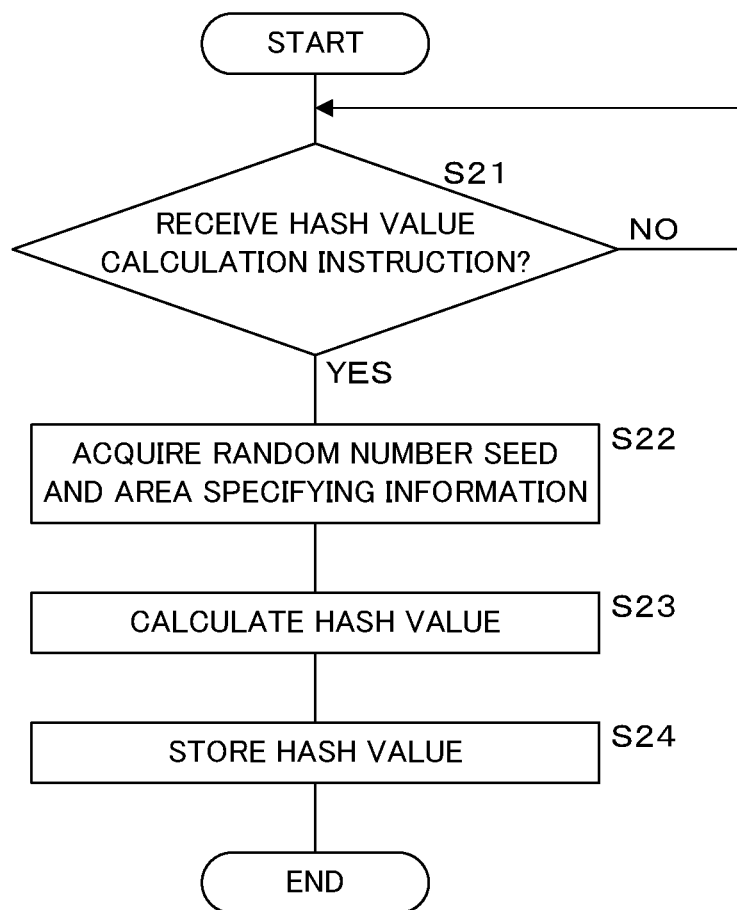 START
S21
RECEIVE HASH VALUE
CALCULATION INSTRUCTION?
NO
YES
S22
ACQUIRE RANDOM NUMBER SEED
AND AREA SPECIFYING INFORMATION
S23
CALCULATE HASH VALUE
S24
STORE HASH VALUE
END